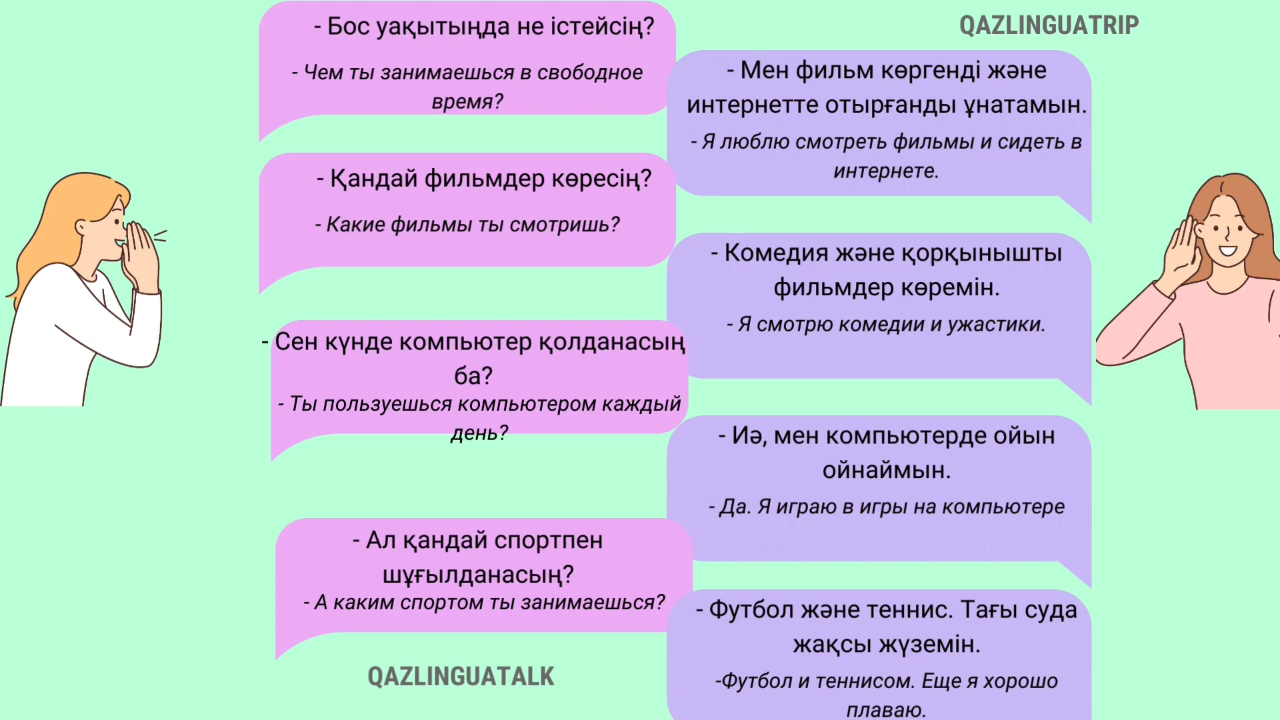 QAZLINGUATRIP
- Бос уақытыңда не істейсің?
- Чем ты занимаешься в свободное
время?
- Мен фильм көргенді және
интернетте отырғанды ұнатамын.
- Я люблю смотреть фильмы и сидеть в
интернете.
- Қандай фильмдер көресің?
- Какие фильмы ты смотришь?
- Комедия және қорқынышты
фильмдер көремін.
- Я смотрю комедии и ужастики.
- Сен күнде компьютер қолданасың
ба?
- Ты пользуешься компьютером каждый
день?
- Иә, мен компьютерде ойын
ойнаймын.
- Да. Я играю в игры на компьютере
- Ал қандай спортпен
шұғылданасың?
- А каким спортом ты занимаешься?
- Футбол және теннис. Тағы суда
жақсы жүземін.
-Футбол и теннисом. Еще я хорошо
плаваю.
QAZLINGUATALK